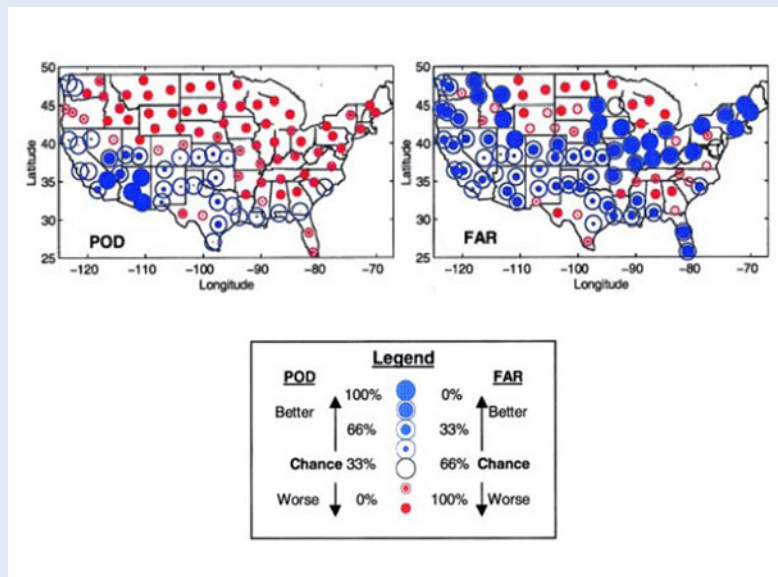 50
45
40
35
30
25
Latitude
POD
−120 −110 −100 −90 −80 −70
Longitude
50
45
40
35
30
25
Latitude
FAR
−120 −110 −100 −90 −80 −70
Longitude
Legend
POD FAR
100% 0%
Better Better
66% 33%
Chance 33% 66% Chance
Worse 0% 100% Worse